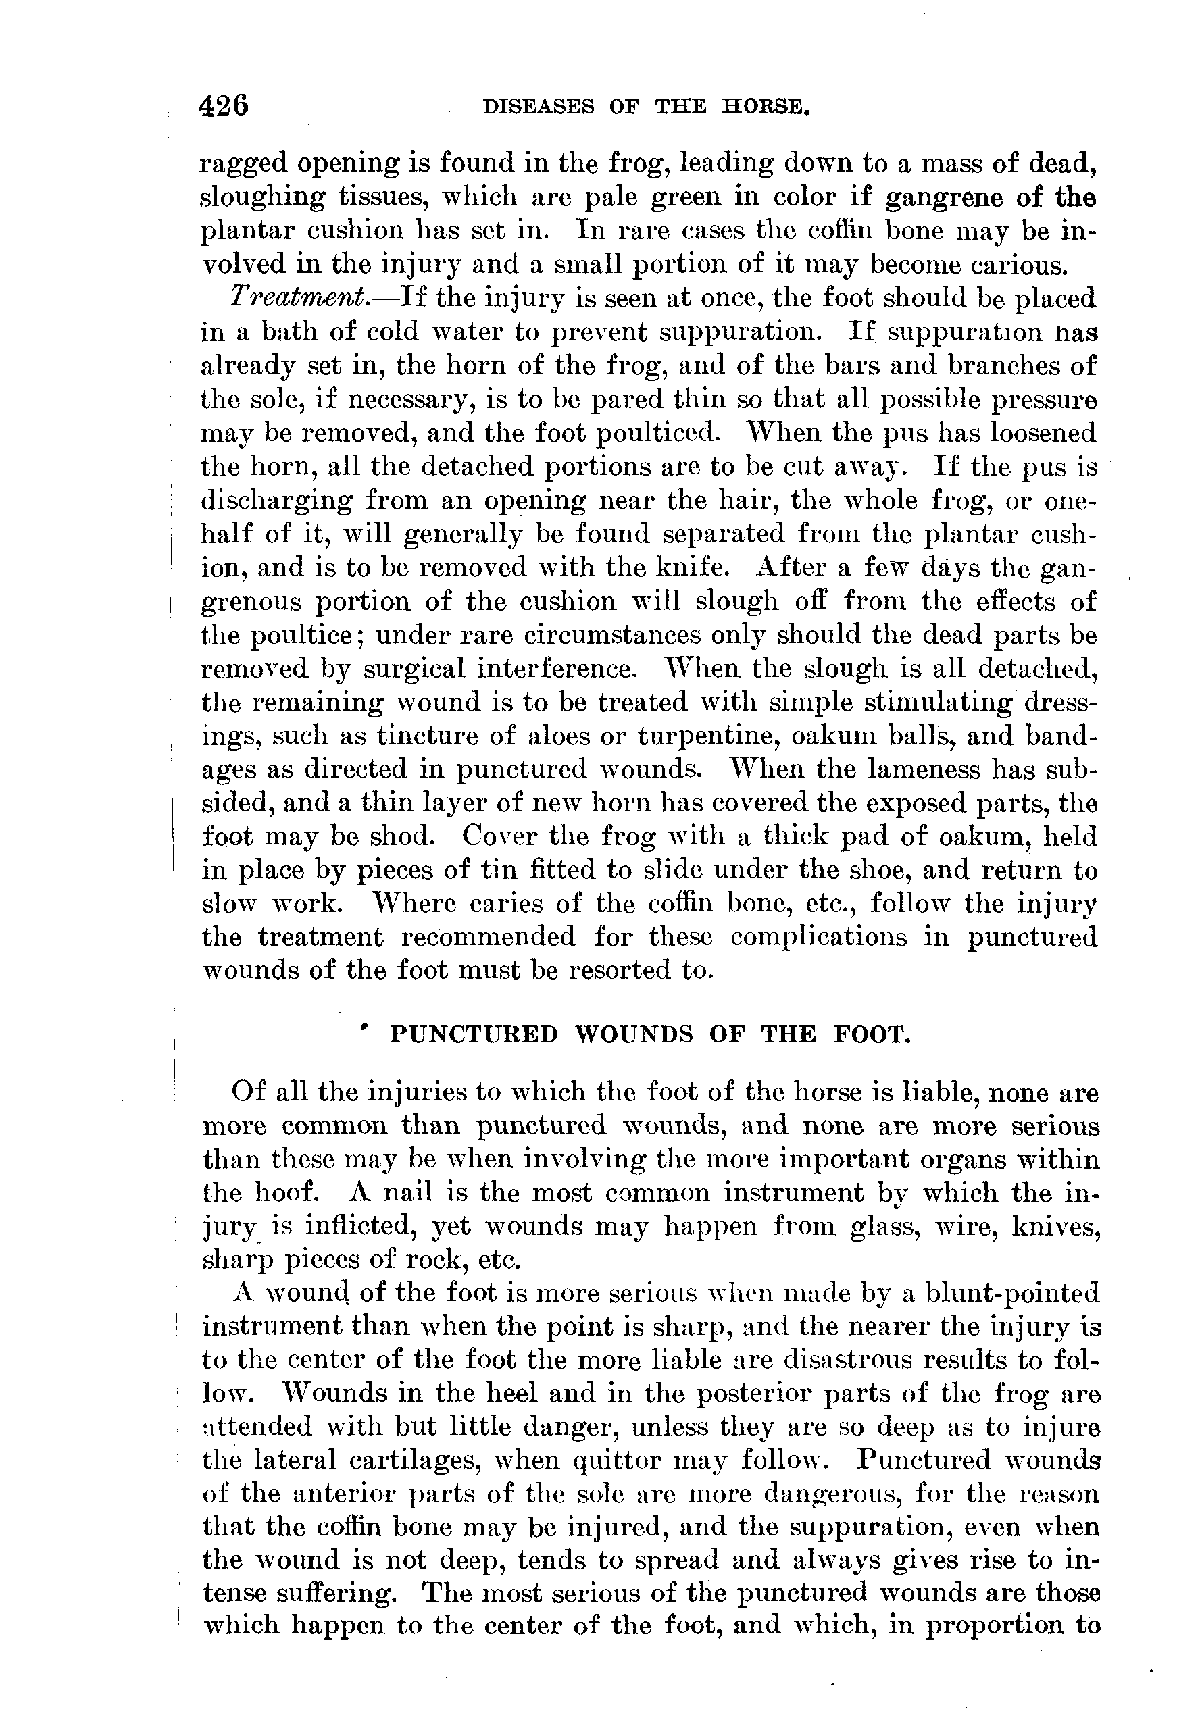 426 DISEASES OF THE HORSE.
ragged opening is found in the frog, leading down to a mass of dead,
sloughing tissues, which are pale green in color if gangrene of the
plantar cushion has set in. In rare cases the coffin bone may be in-
volved in the injury and a small portion of it may become carious.
Treatment.—If the injury is seen at once, the foot should be placed
in a bath of cold water to prevent suppuration. If suppuration has
already set in, the horn of the frog, and of the bars and branches of
the sole, if necessary, is to be pared thin so that all possible pressure
may be removed, and the foot poulticed. When the pus has loosened
the horn, all the detached portions are to be cut away. If the pus is
discharging from an opening near the hair, the whole frog, or one-
half of it, will generally be found separated from the plantar cush-
ion, and is to be removed with the knife. After a few days the gan-
grenous portion of the cushion will slough off from the effects of
the poultice; under rare circumstances only should the dead parts be
removed by surgical interference. When the slough is all detached,
the remaining wound is to be treated with simple stimulating dress-
ings, such as tincture of aloes or turpentine, oakum balls, and band-
ages as directed in punctured wounds. When the lameness has sub-
sided, and a thin layer of new horn has covered the exposed parts, the
foot may be shod. Cover the frog with a thick pad of oakum, held
in place by pieces of tin fitted to slide under the shoe, and return to
slow work. Where caries of the coffin bone, etc., follow the injury
the treatment recommended for these complications in punctured
wounds of the foot must be resorted to.
PUNCTURED WOUNDS OF THE FOOT.
Of all the injuries to which the foot of the horse is liable, none are
more common than punctured wounds, and none are more serious
than these may be when involving the more important organs within
the hoof. A nail is the most common instrument by which the in-
jury is inflicted, yet wounds may happen from glass, wire, knives,
sharp pieces of rock, etc.
A wound of the foot is more serious when made by a blunt-pointed
instrument than when the point is sharp, and the nearer the injury is
to the center of the foot the more liable are disastrous results to fol-
low. Wounds in the heel and in the posterior parts of the frog are
attended with but little danger, unless they are so deep as to injure
the lateral cartilages, when quittor may follow. Punctured wounds
of the anterior parts of the sole are more dangerous, for the reason
that the coffin bone may be injured, and the suppuration, even when
the wound is not deep, tends to spread and always gives rise to in-
tense suffering. The most serious of the punctured wounds are those
which happen to the center of the foot, and which, in proportion to